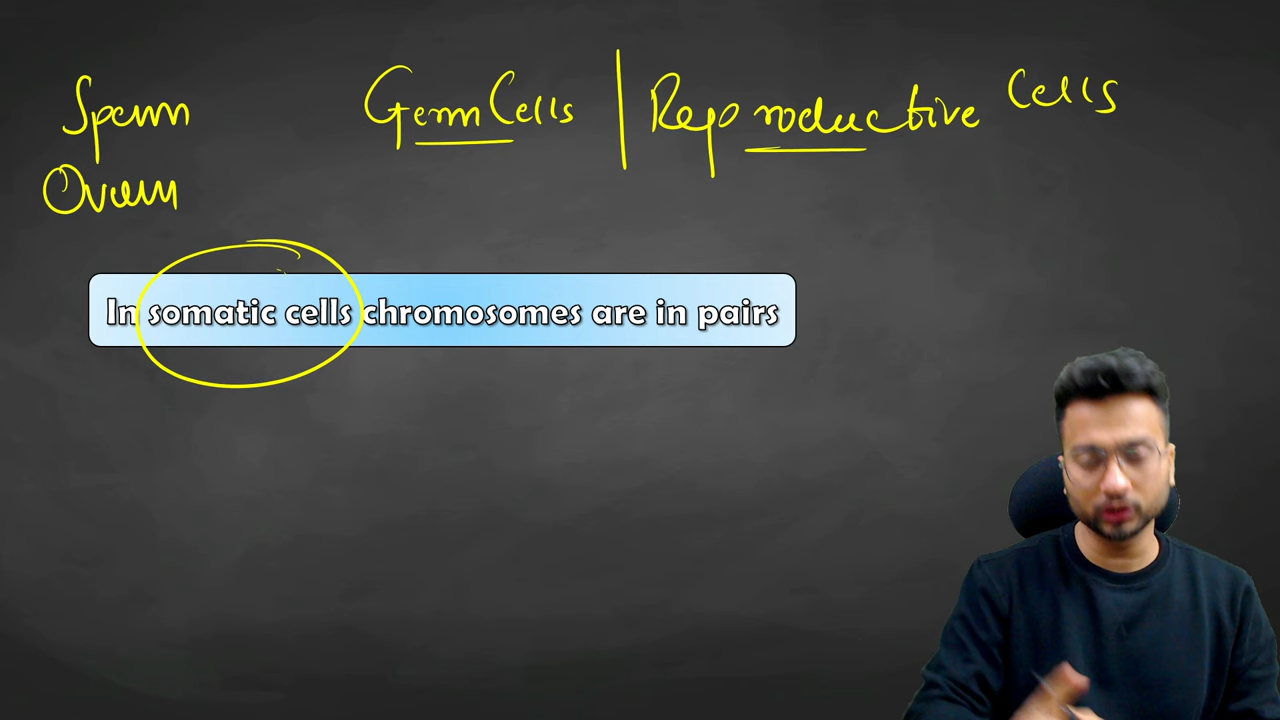 Sperm Germ Cells | Reproductive Cells
Ovum
In somatic cells chromosomes are in pairs